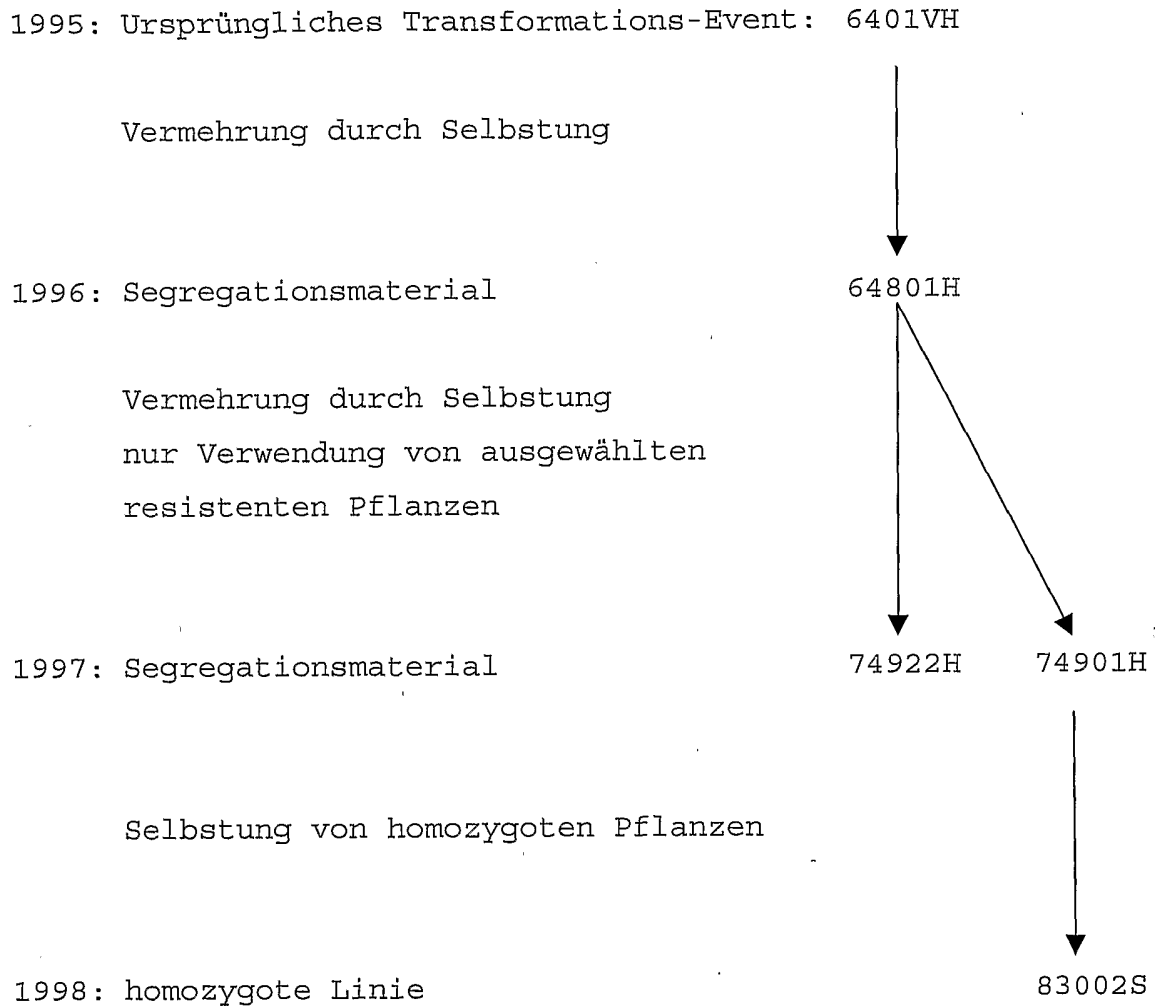 1995: Ursprüngliches Transformations-Event: 6401VH
Vermehrung durch Selbstung
1996: Segregationsmaterial 64801H
Vermehrung durch Selbstung
nur Verwendung von ausgewählten
resistenten Pflanzen
1997: Segregationsmaterial 74922H 74901H
Selbstung von homozygoten Pflanzen
1998: homozygote Linie 83002S